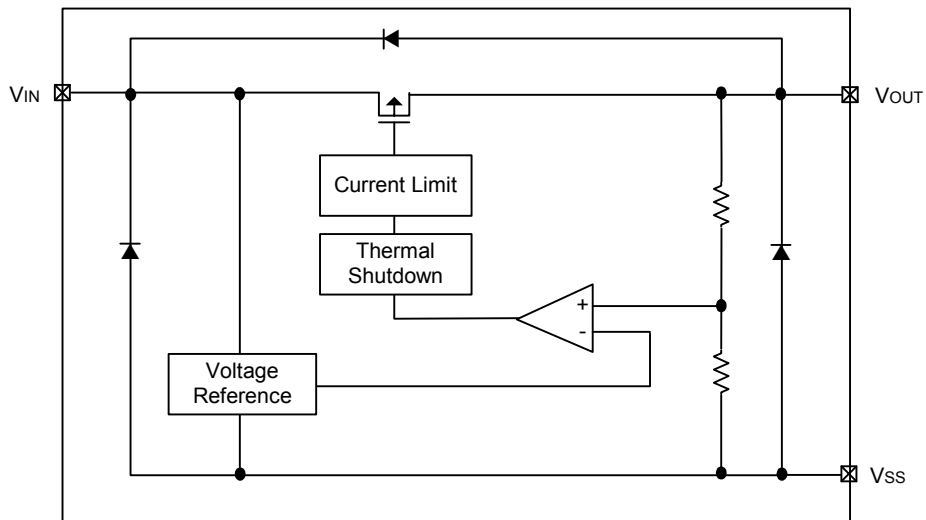 VIN
VOUT
Current Limit
Thermal
Shutdown
+
-
Voltage
Reference
VSS